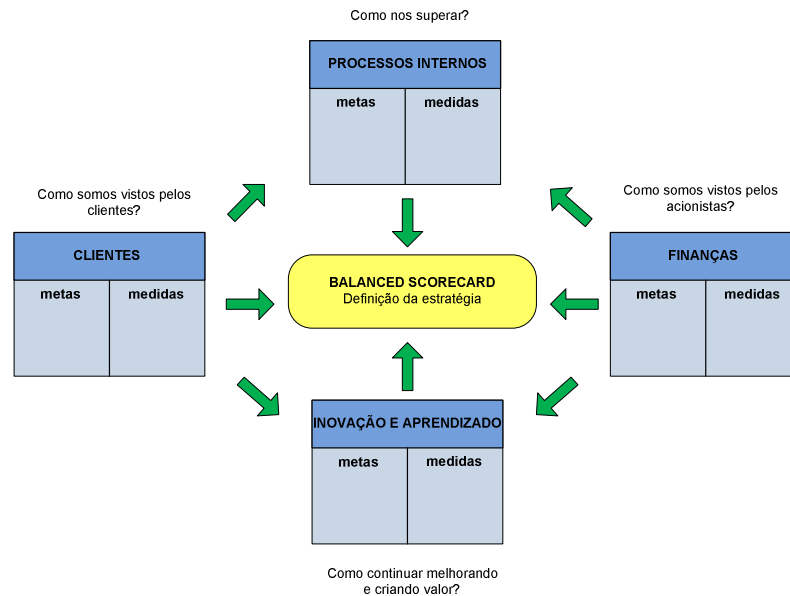 Como nos superar?
PROCESSOS INTERNOS
metas
medidas
Como somos vistos pelos
clientes?
CLIENTES
metas
medidas
Como somos vistos pelos
acionistas?
FINANÇAS
metas
medidas
BALANCED SCORECARD
Definição da estratégia
INOVAÇÃO E APRENDIZADO
metas
medidas
Como continuar melhorando
e criando valor?